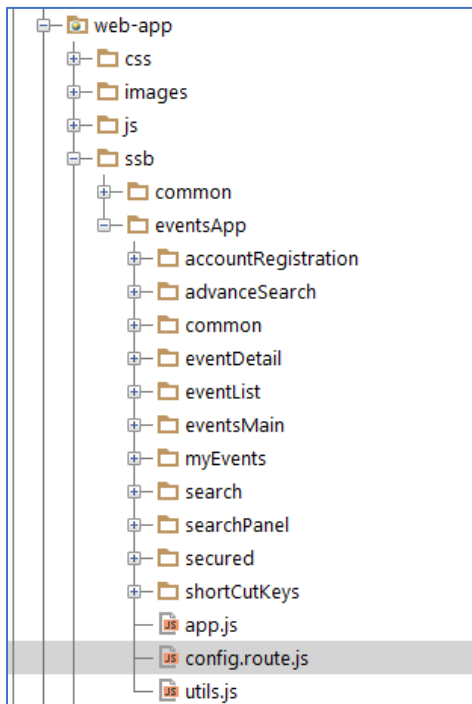 web-app
css
images
js
ssb
common
eventsApp
accountRegistration
advanceSearch
common
eventDetail
eventList
eventsMain
myEvents
search
searchPanel
secured
shortCutKeys
JS app.js
JS config.route.js
JS utils.js